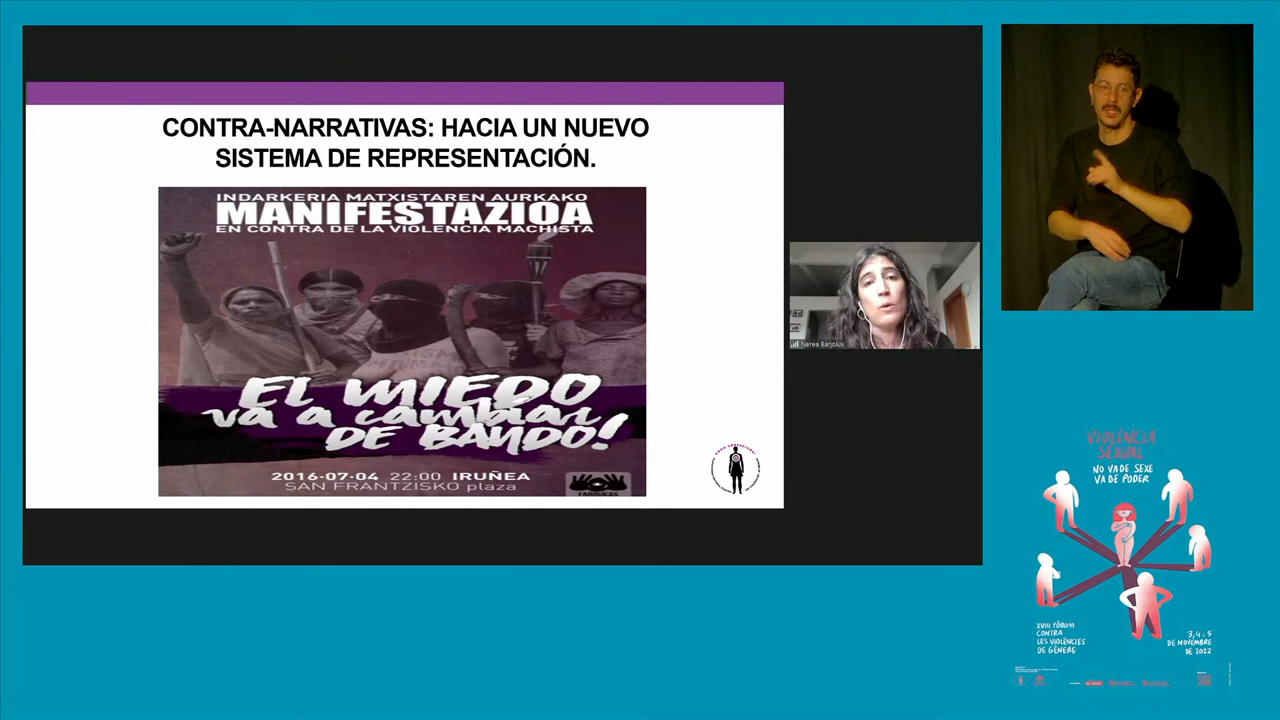 CONTRA-NARRATIVAS: HACIA UN NUEVO
SISTEMA DE REPRESENTACIÓN.
INDARKERIA MATXISTAREN AURKAKO
MANIFESTAZIOA
EN CONTRA DE LA VIOLENCIA MACHISTA
EL MIEDO
va a cambiar
DE BANDO!
2016-07-04 22:00 IRUÑEA
SAN FRANTZISKO plaza
Nerea Barjolux
VIOLÈNCIA
SEXUAL
NO VA DE SEXE
VA DE PODER
XVIII FÒRUM
CONTRA
LES VIOLÈNCIES
DE GÈNERE
3, 4 i 5
DE NOVEMBRE
DE 2022